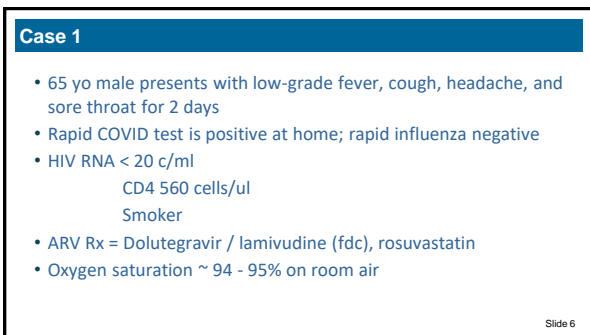 Case 1
• 65 yo male presents with low-grade fever, cough, headache, and
sore throat for 2 days
• Rapid COVID test is positive at home; rapid influenza negative
• HIV RNA < 20 c/ml
CD4 560 cells/ul
Smoker
• ARV Rx = Dolutegravir / lamivudine (fdc), rosuvastatin
• Oxygen saturation ~ 94 - 95% on room air
Slide 6